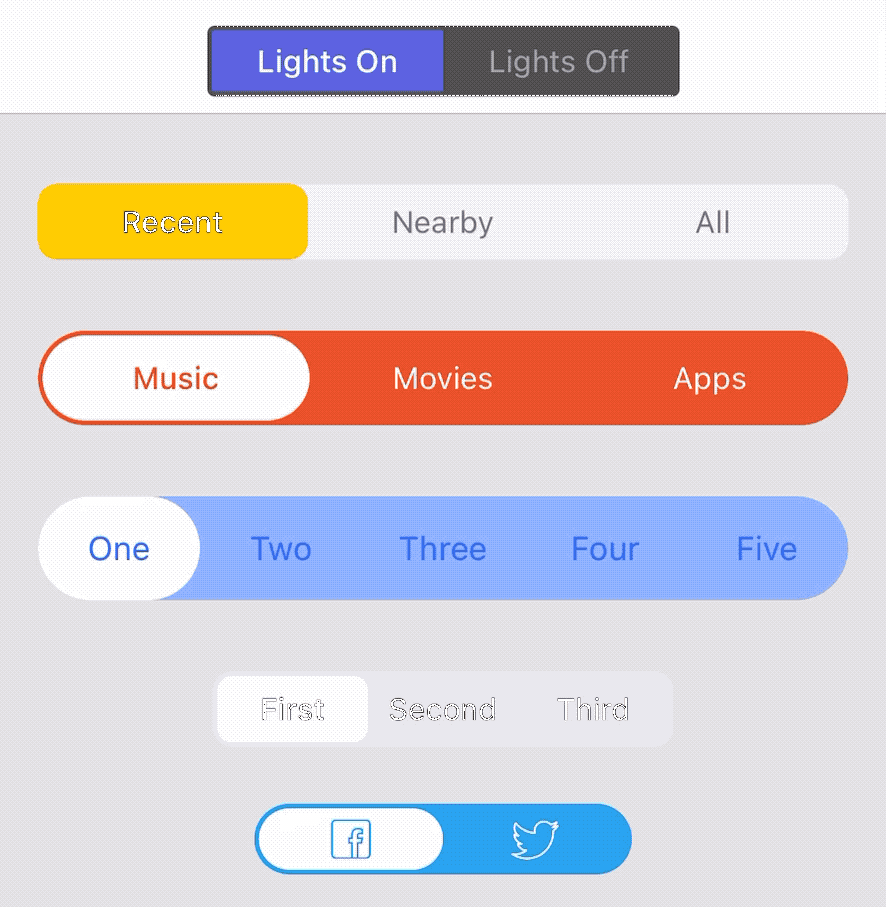 Lights On Lights Off
Recent Nearby All
Music Movies Apps
One Two Three Four Five
First Second Third